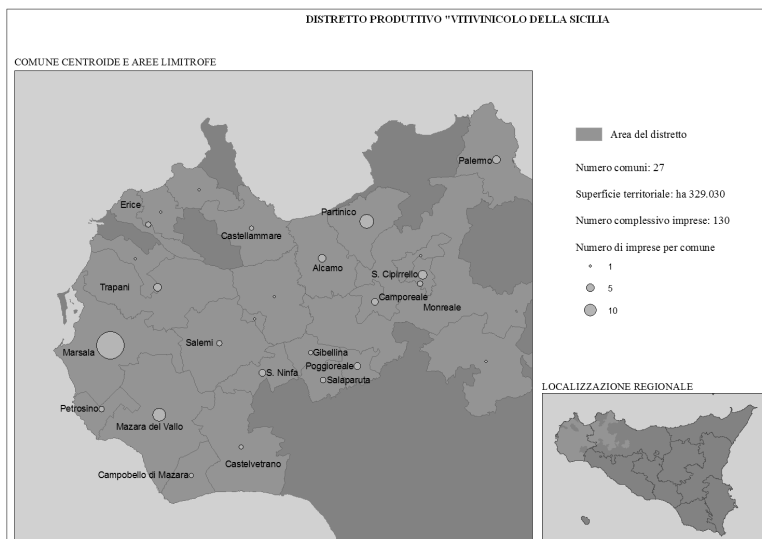 DISTRETTO PRODUTTIVO "VITIVINICOLO DELLA SICILIA
COMUNE CENTROIDE E AREE LIMITROFE
Palermo
Erice
Partinico
Castellammare
Alcamo
S. Cipirrello
Trapani
Camporeale
Monreale
Marsala
Salemi
Gibellina
Poggioreale
S. Ninfa
Salaparuta
Petrosino
Mazara del Vallo
Castelvetrano
Campobello di Mazara
Area del distretto
Numero comuni: 27
Superficie territoriale: ha 329.030
Numero complessivo imprese: 130
Numero di imprese per comune
1
5
10
LOCALIZZAZIONE REGIONALE